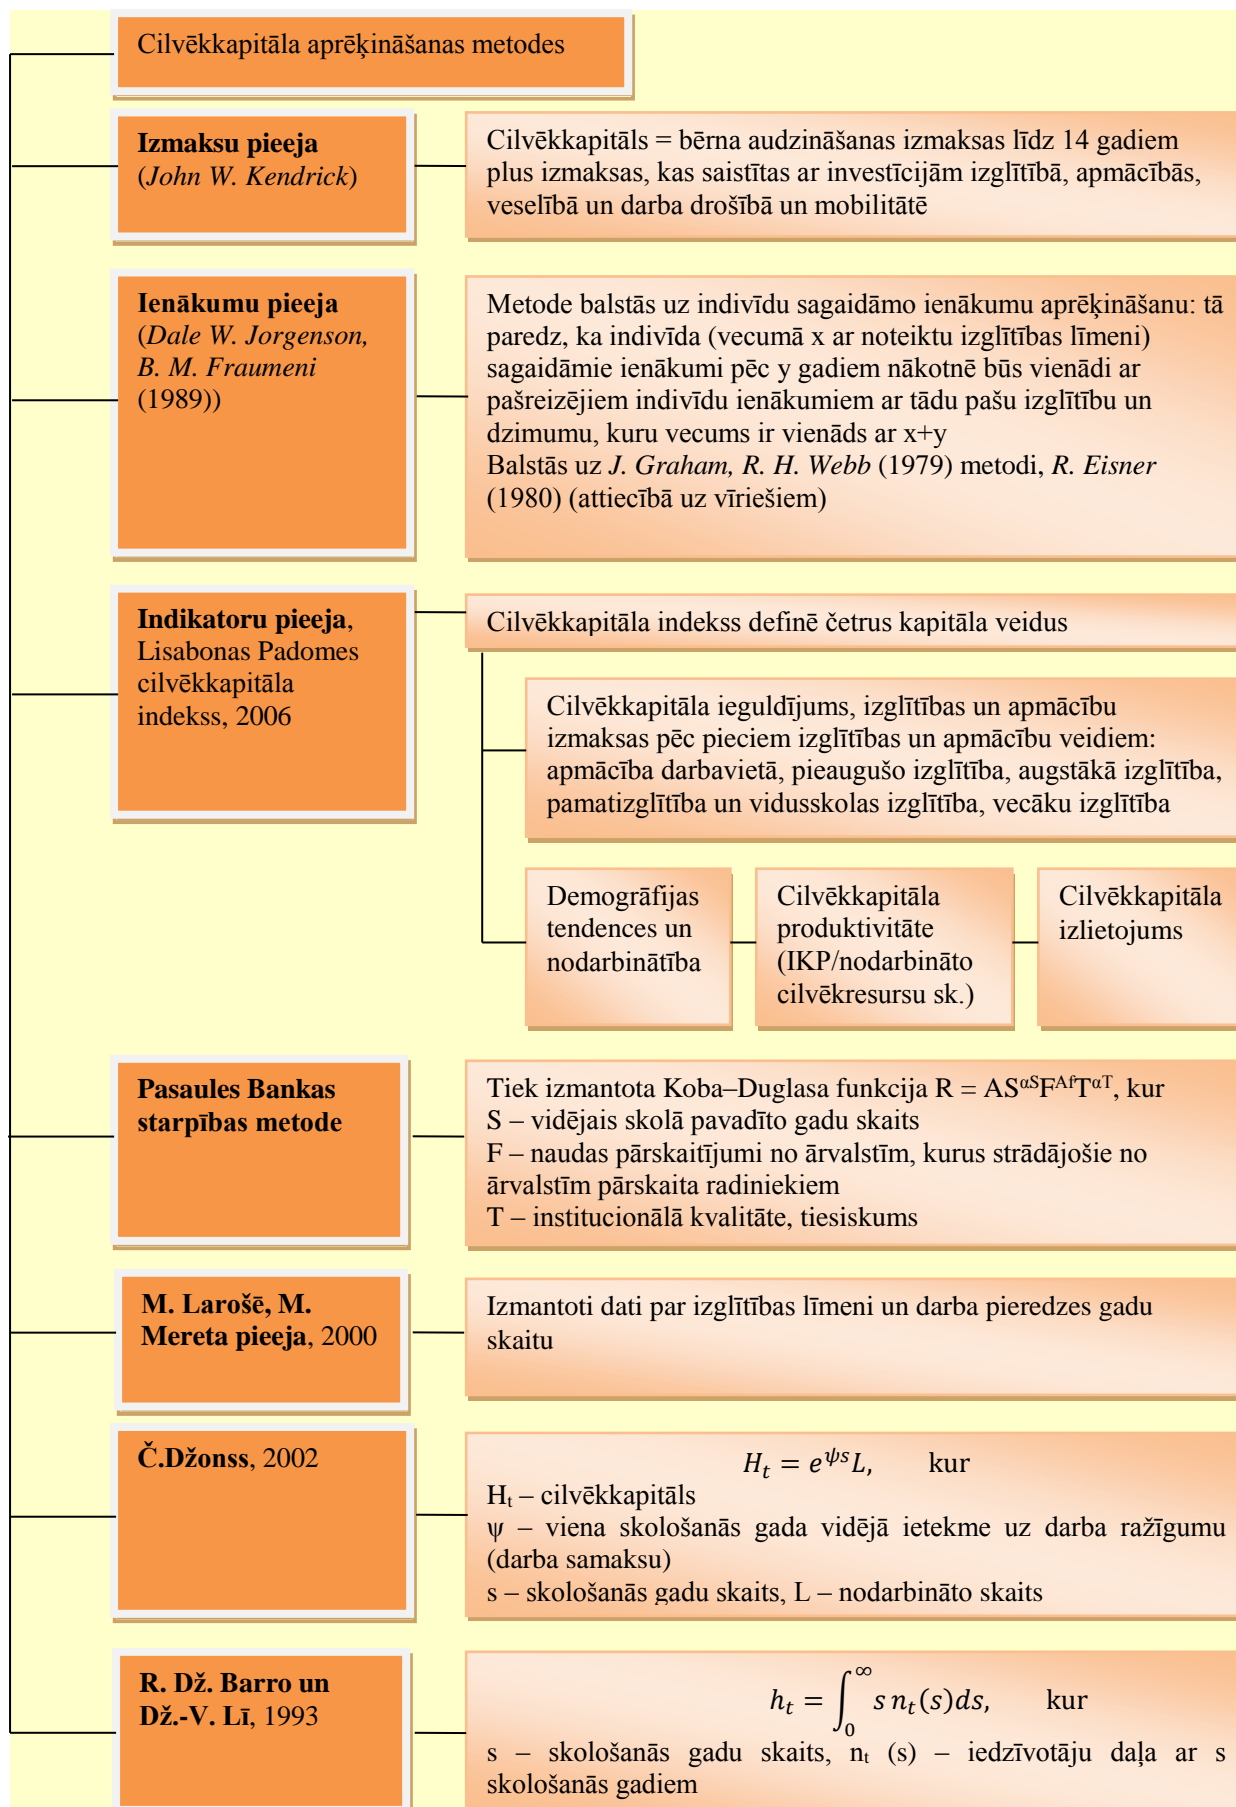 Cilvēkkapitāla aprēķināšanas metodes
Izmaksu pieeja
(John W. Kendrick)
Cilvēkkapitāls = bērna audzināšanas izmaksas līdz 14 gadiem
plus izmaksas, kas saistītas ar investīcijām izglītībā, apmācībās,
veselībā un darba drošībā un mobilitātē
Ienākumu pieeja
(Dale W. Jorgenson,
B. M. Fraumeni
(1989))
Metode balstās uz indivīdu sagaidāmo ienākumu aprēķināšanu: tā
paredz, ka indivīda (vecumā x ar noteiktu izglītības līmeni)
sagaidāmie ienākumi pēc y gadiem nākotnē būs vienādi ar
pašreizējiem indivīdu ienākumiem ar tādu pašu izglītību un
dzimumu, kuru vecums ir vienāds ar x+y
Balstās uz J. Graham, R. H. Webb (1979) metodi, R. Eisner
(1980) (attiecībā uz vīriešiem)
Indikatoru pieeja,
Lisabonas Padomes
cilvēkkapitāla
indekss, 2006
Cilvēkkapitāla indekss definē četrus kapitāla veidus
Cilvēkkapitāla ieguldījums, izglītības un apmācību
izmaksas pēc pieciem izglītības un apmācību veidiem:
apmācība darbavietā, pieaugušo izglītība, augstākā izglītība,
pamatizglītība un vidusskolas izglītība, vecāku izglītība
Demogrāfijas
tendences un
nodarbinātība
Cilvēkkapitāla
produktivitāte
(IKP/nodarbināto
cilvēkresursu sk.)
Cilvēkkapitāla
izlietojums
Pasaules Bankas
starpības metode
Tiek izmantota Koba–Duglasa funkcija R = AS^{αS}F^{Af}T^{αT}, kur
S – vidējais skolā pavadīto gadu skaits
F – naudas pārskaitījumi no ārvalstīm, kurus strādājošie no
ārvalstīm pārskaita radiniekiem
T – institucionālā kvalitāte, tiesiskums
M. Larošē, M.
Mereta pieeja, 2000
Izmantoti dati par izglītības līmeni un darba pieredzes gadu
skaitu
Č.Džonss, 2002
H_t = e^{ψs}L, kur
H_t – cilvēkkapitāls
ψ – viena skološanās gada vidējā ietekme uz darba ražīgumu
(darba samaksu)
s – skološanās gadu skaits, L – nodarbināto skaits
R. Dž. Barro un
Dž.-V. Lī, 1993
h_t = ∫_0^∞ s n_t(s)ds, kur
s – skološanās gadu skaits, n_t (s) – iedzīvotāju daļa ar s
skološanās gadiem